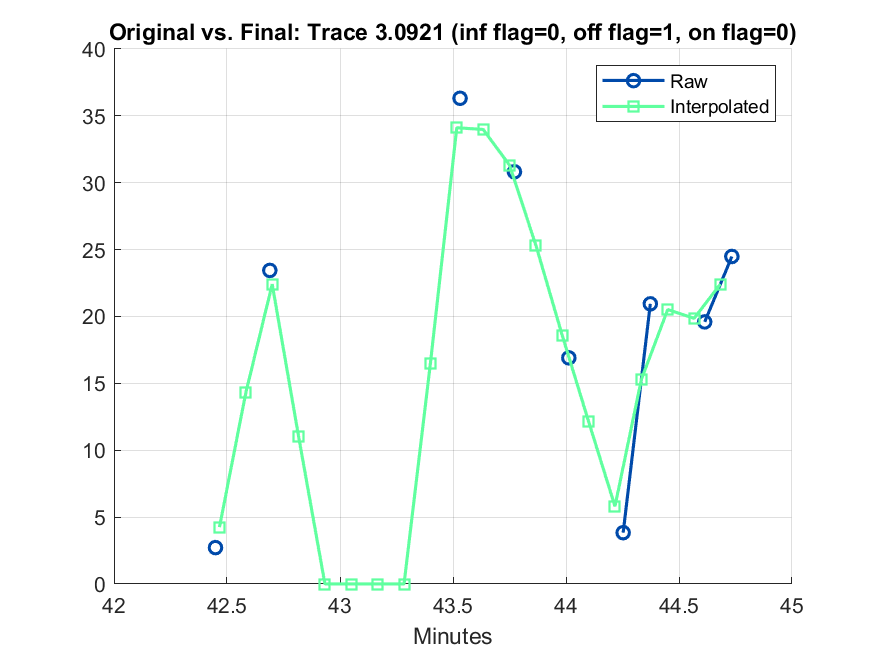 Original vs. Final: Trace 3.0921 (inf flag=0, off flag=1, on flag=0)
40
35
30
25
20
15
10
5
0
Raw
Interpolated
42 42.5 43 43.5 44 44.5 45
Minutes